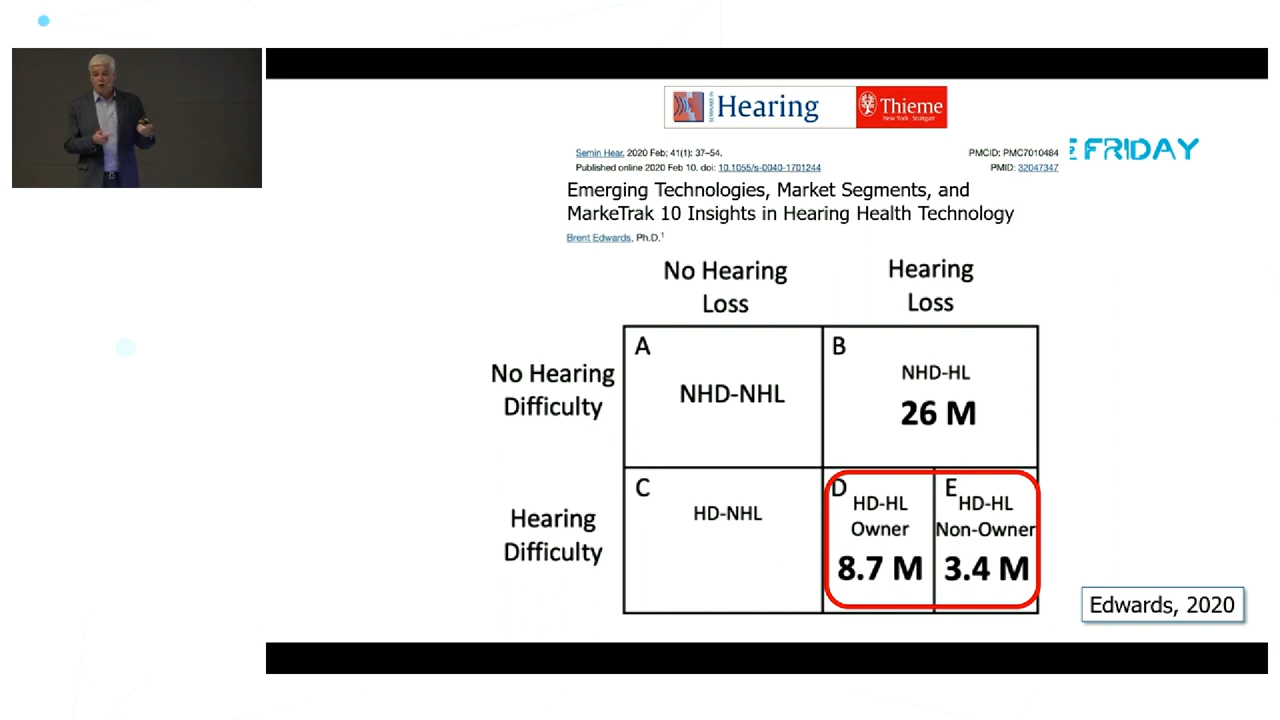 SEMINARS IN
Hearing
Thieme
New York · Stuttgart
Semin Hear. 2020 Feb; 41(1): 37–54.
PMCID: PMC7010484
Published online 2020 Feb 10. doi: 10.1055/s-0040-1701244
PMID: 32047347
FRIDAY
Emerging Technologies, Market Segments, and
MarkeTrak 10 Insights in Hearing Health Technology
Brent Edwards, Ph.D.1
No Hearing
Loss
Hearing
Loss
No Hearing
Difficulty
A
NHD-NHL
B
NHD-HL
26 M
Hearing
Difficulty
C
HD-NHL
D
HD-HL
Owner
8.7 M
E
HD-HL
Non-Owner
3.4 M
Edwards, 2020